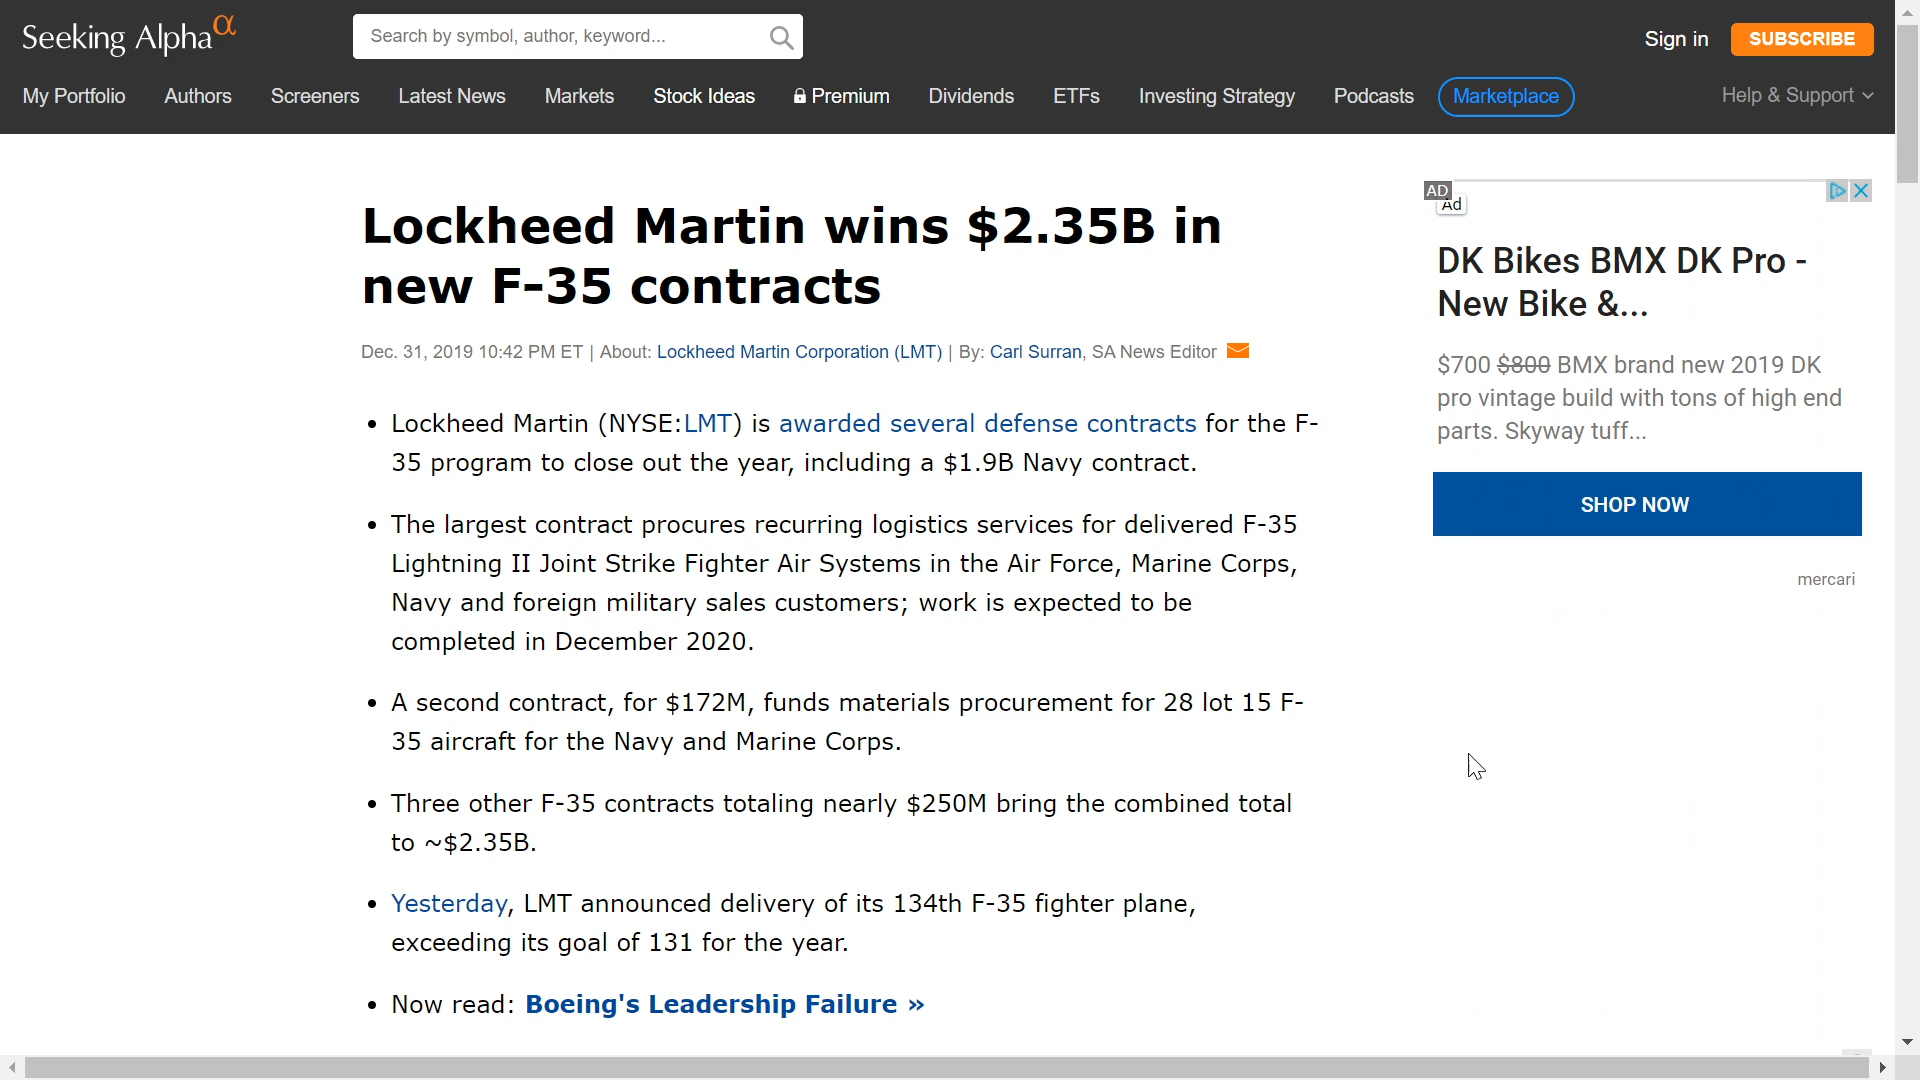 Seeking Alpha α
Search by symbol, author, keyword...
Sign in
SUBSCRIBE
My Portfolio Authors Screeners Latest News Markets Stock Ideas Premium Dividends ETFs Investing Strategy Podcasts Marketplace Help & Support
Lockheed Martin wins $2.35B in
new F-35 contracts
Dec. 31, 2019 10:42 PM ET | About: Lockheed Martin Corporation (LMT) | By: Carl Surran, SA News Editor
• Lockheed Martin (NYSE:LMT) is awarded several defense contracts for the F-
35 program to close out the year, including a $1.9B Navy contract.
• The largest contract procures recurring logistics services for delivered F-35
Lightning II Joint Strike Fighter Air Systems in the Air Force, Marine Corps,
Navy and foreign military sales customers; work is expected to be
completed in December 2020.
• A second contract, for $172M, funds materials procurement for 28 lot 15 F-
35 aircraft for the Navy and Marine Corps.
• Three other F-35 contracts totaling nearly $250M bring the combined total
to ~$2.35B.
• Yesterday, LMT announced delivery of its 134th F-35 fighter plane,
exceeding its goal of 131 for the year.
• Now read: Boeing's Leadership Failure »
AD
Ad
DK Bikes BMX DK Pro -
New Bike &...
$700 $800 BMX brand new 2019 DK
pro vintage build with tons of high end
parts. Skyway tuff...
SHOP NOW
mercari